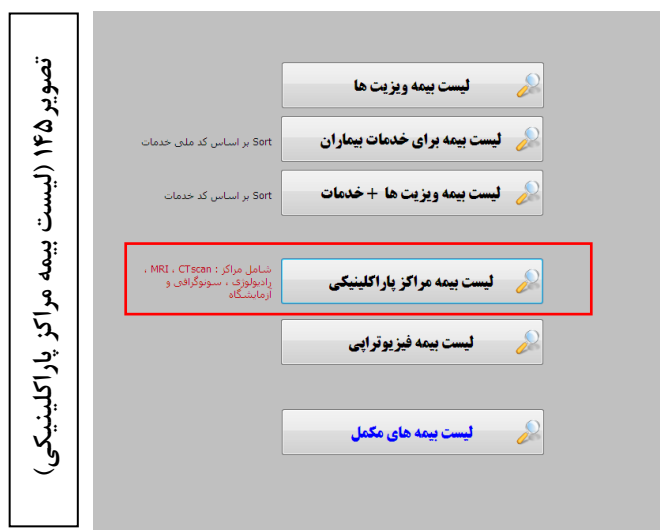 تصویر ۱۴۵ (لیست بیمه مراکز پاراکلینیکی)
لیست بیمه ویزیت ها
لیست بیمه برای خدمات بیماران
Sort بر اساس کد ملی خدمات
لیست بیمه ویزیت ها + خدمات
Sort بر اساس کد خدمات
لیست بیمه مراکز پاراکلینیکی
شامل مراکز : MRI ، CTscan ،
رادیولوژی ، سونوگرافی و
آزمایشگاه
لیست بیمه فیزیوتراپی
لیست بیمه های مکمل